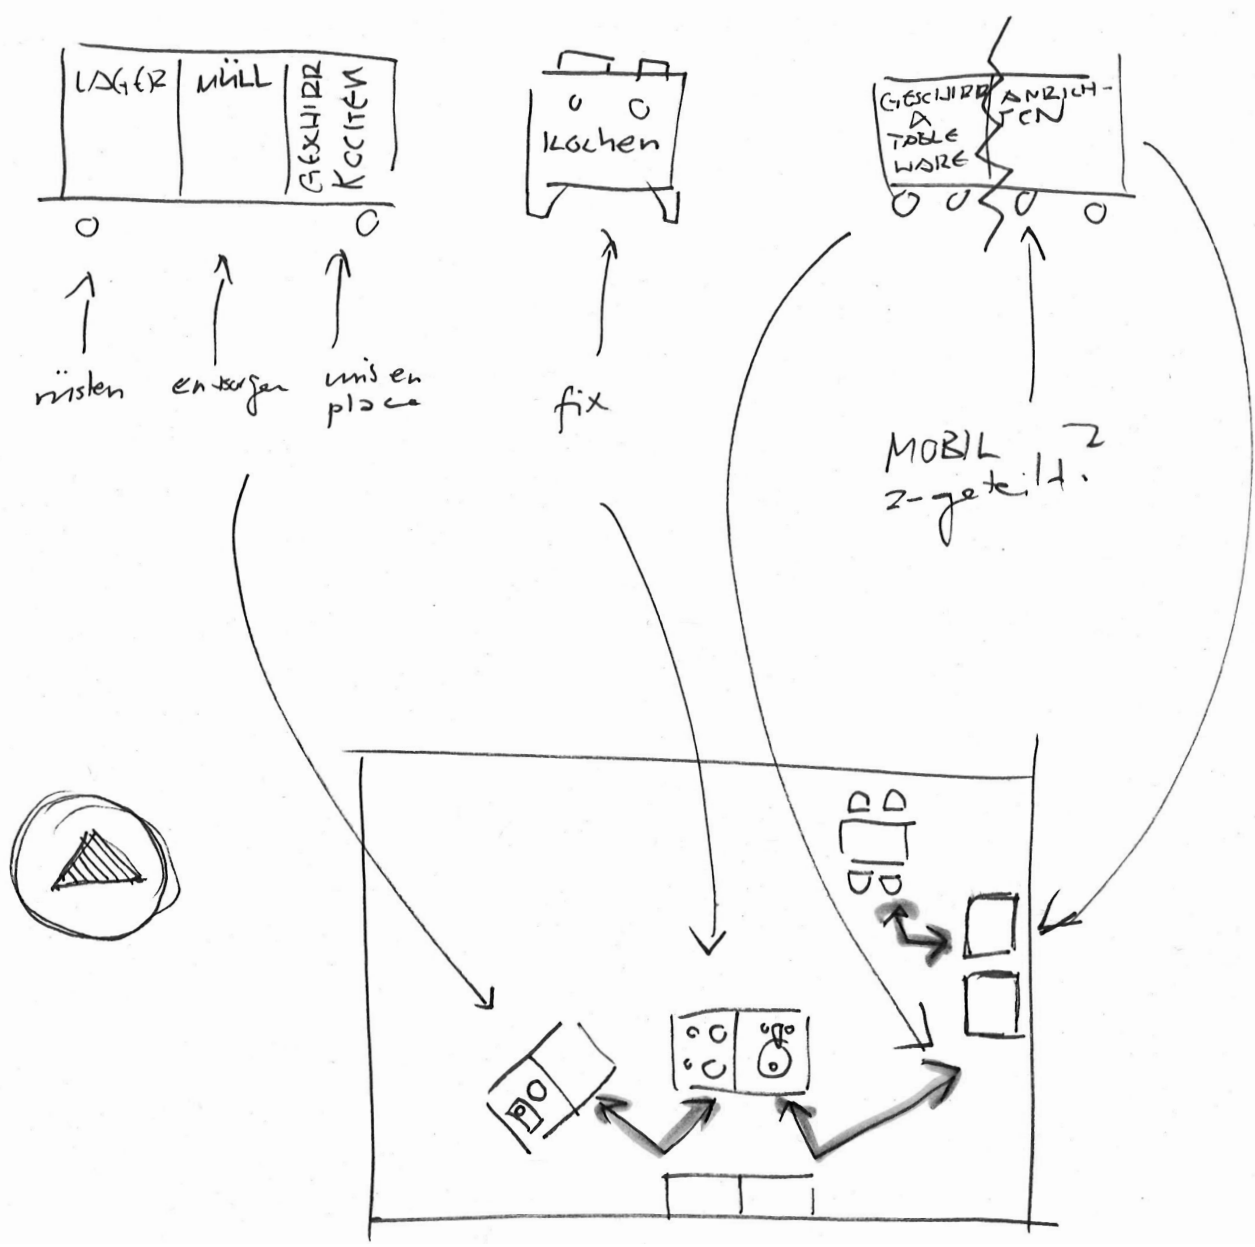 LAGER
MÜLL
GESCHIRR
KOCHEN
kochen
GESCHIRR
A
TABLE
WARE
ANRICH-
TEN
rüsten
entsorgen
mis en
place
fix
MOBIL
2-geteilt?